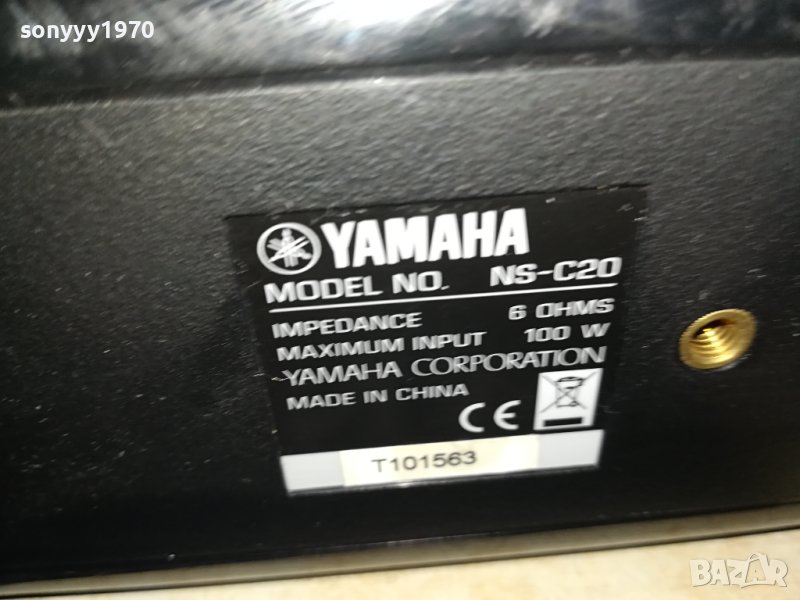 sonyyy1970
YAMAHA
MODEL NO. NS-C20
IMPEDANCE 6 OHMS
MAXIMUM INPUT 100 W
YAMAHA CORPORATION
MADE IN CHINA
CE
T101563
BAZAR